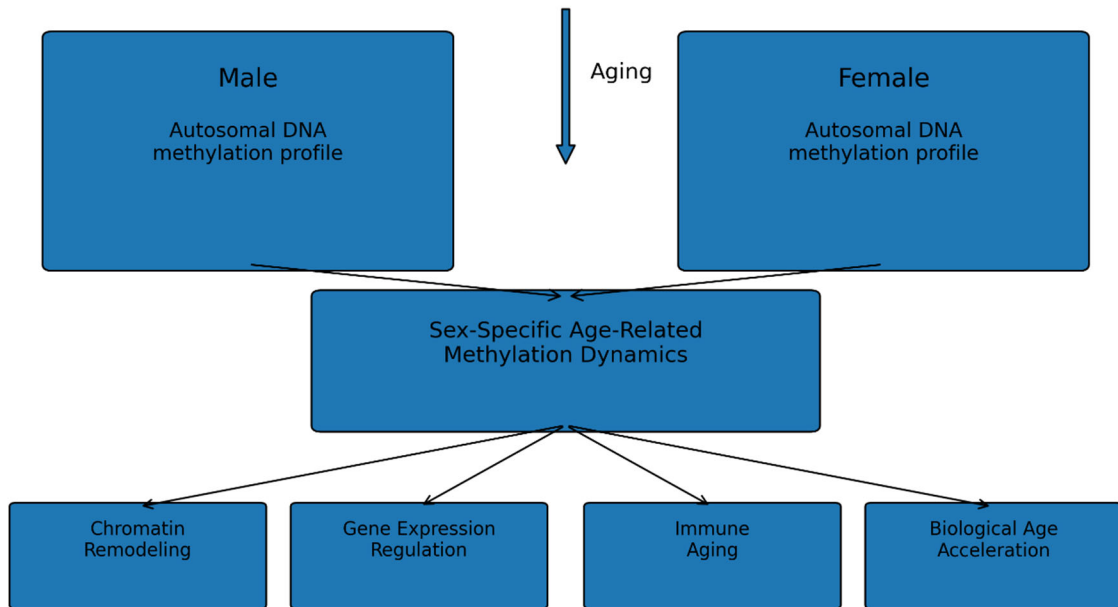 Male
Autosomal DNA
methylation profile
Aging
Female
Autosomal DNA
methylation profile
Sex-Specific Age-Related
Methylation Dynamics
Chromatin
Remodeling
Gene Expression
Regulation
Immune
Aging
Biological Age
Acceleration